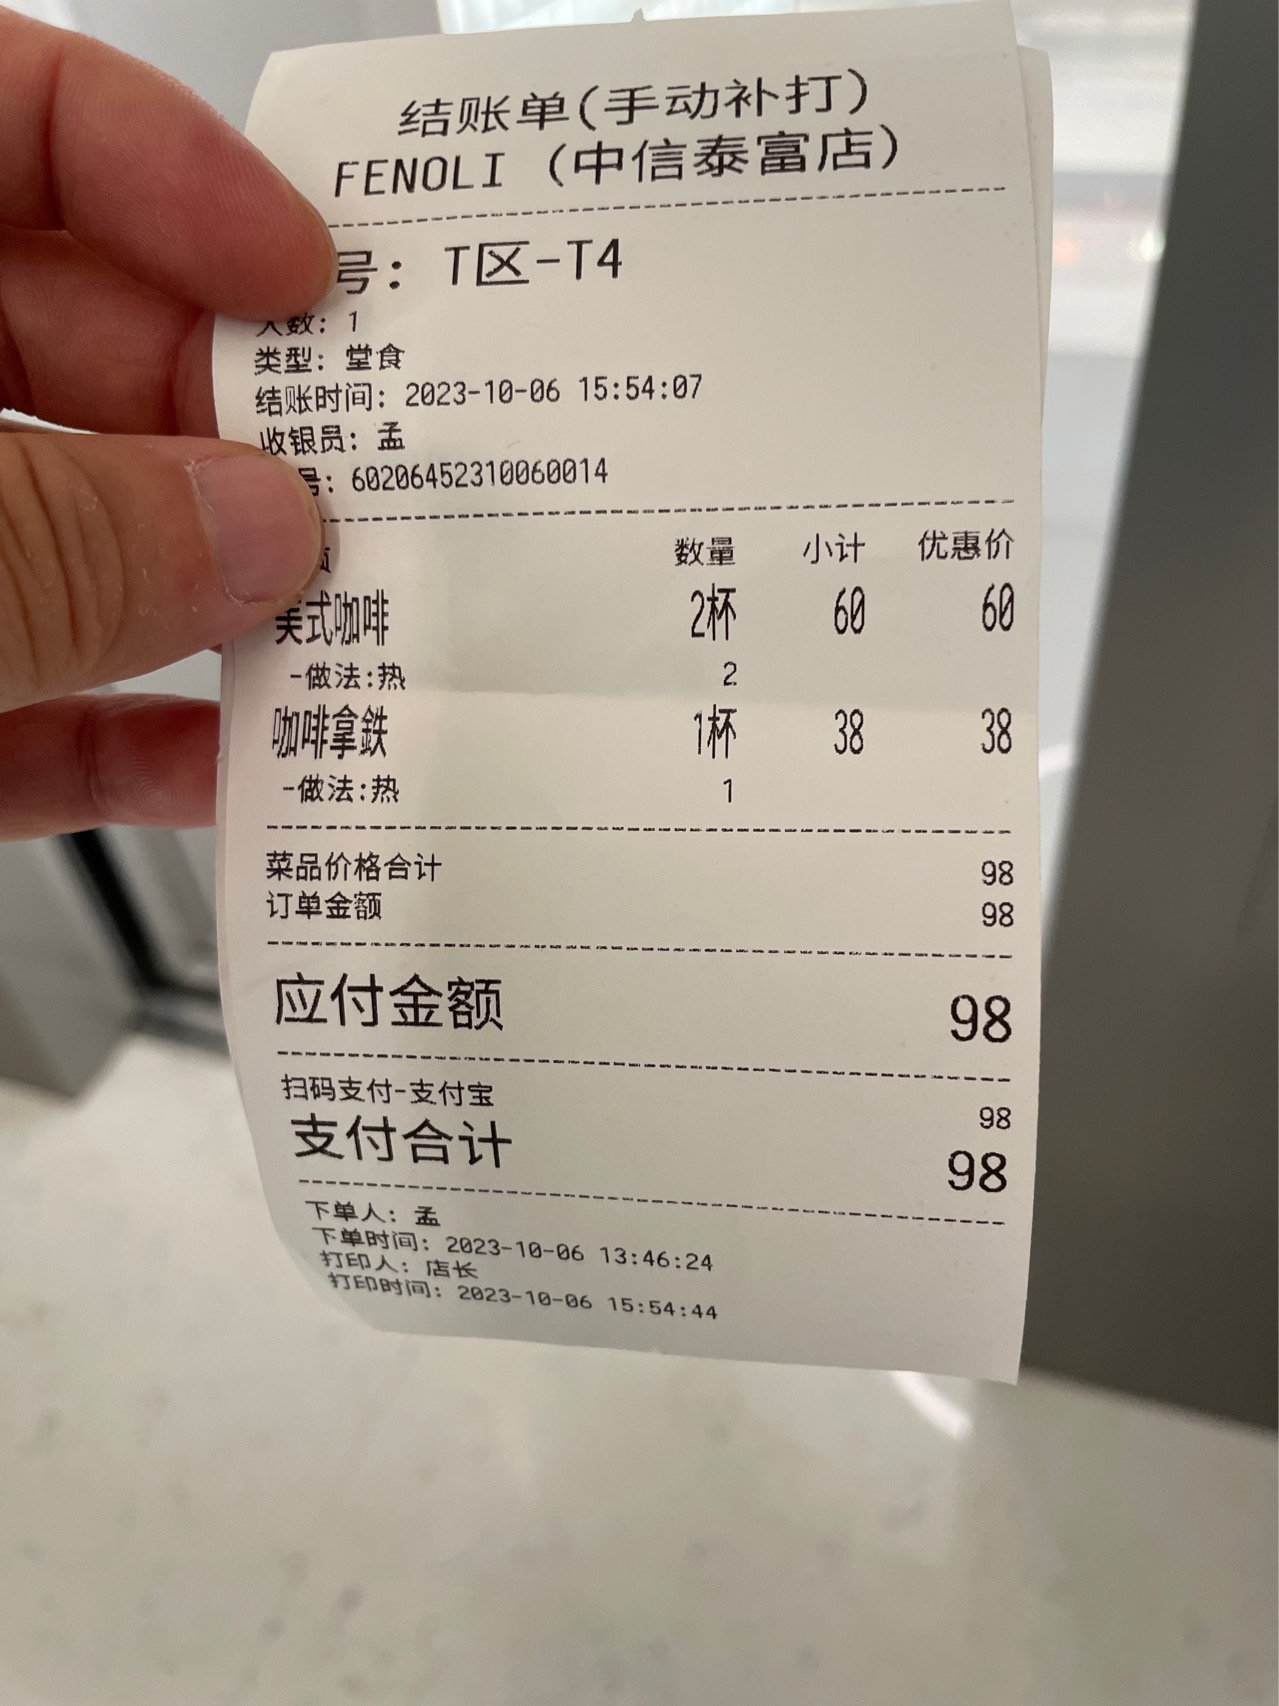 结账单(手动补打)
FENOLI (中信泰富店)
号: T区-T4
人数: 1
类型: 堂食
结账时间: 2023-10-06 15:54:07
收银员: 孟
号: 60206452310060014
数量 小计 优惠价
美式咖啡 2杯 60 60
-做法:热 2
咖啡拿鉄 1杯 38 38
-做法:热 1
菜品价格合计 98
订单金额 98
应付金额 98
扫码支付-支付宝 98
支付合计 98
下单人: 孟
下单时间: 2023-10-06 13:46:24
打印人: 店长
打印时间: 2023-10-06 15:54:44